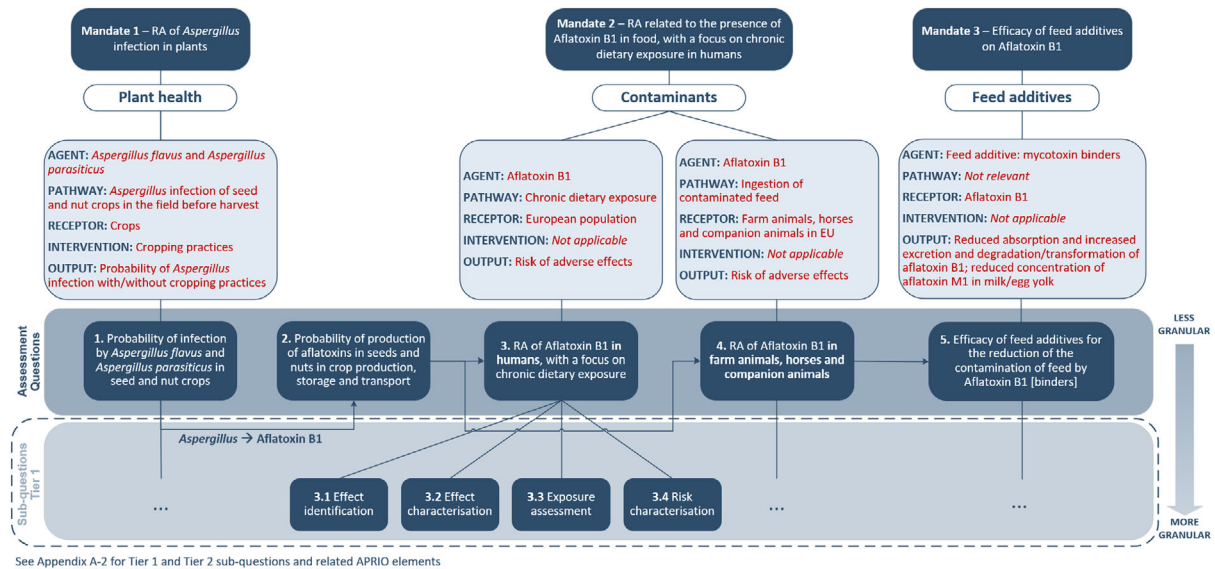 Mandate 1 – RA of Aspergillus
infection in plants
Mandate 2 – RA related to the presence of
Aflatoxin B1 in food, with a focus on chronic
dietary exposure in humans
Mandate 3 – Efficacy of feed additives
on Aflatoxin B1
Plant health
Contaminants
Feed additives
AGENT: Aspergillus flavus and Aspergillus
parasiticus
PATHWAY: Aspergillus infection of seed
and nut crops in the field before harvest
RECEPTOR: Crops
INTERVENTION: Cropping practices
OUTPUT: Probability of Aspergillus
infection with/without cropping practices
AGENT: Aflatoxin B1
PATHWAY: Chronic dietary exposure
RECEPTOR: European population
INTERVENTION: Not applicable
OUTPUT: Risk of adverse effects
AGENT: Aflatoxin B1
PATHWAY: Ingestion of
contaminated feed
RECEPTOR: Farm animals, horses
and companion animals in EU
INTERVENTION: Not applicable
OUTPUT: Risk of adverse effects
AGENT: Feed additive: mycotoxin binders
PATHWAY: Not relevant
RECEPTOR: Aflatoxin B1
INTERVENTION: Not applicable
OUTPUT: Reduced absorption and increased
excretion and degradation/transformation of
aflatoxin B1; reduced concentration of
aflatoxin M1 in milk/egg yolk
Assessment
Questions
1. Probability of infection
by Aspergillus flavus and
Aspergillus parasiticus in
seed and nut crops
2. Probability of production
of aflatoxins in seeds and
nuts in crop production,
storage and transport
3. RA of Aflatoxin B1 in
humans, with a focus on
chronic dietary exposure
4. RA of Aflatoxin B1 in
farm animals, horses and
companion animals
5. Efficacy of feed additives for
the reduction of the
contamination of feed by
Aflatoxin B1 [binders]
LESS
GRANULAR
Aspergillus → Aflatoxin B1
Sub-questions
Tier 1
...
3.1 Effect
identification
3.2 Effect
characterisation
3.3 Exposure
assessment
3.4 Risk
characterisation
...
...
MORE
GRANULAR
See Appendix A-2 for Tier 1 and Tier 2 sub-questions and related APRIO elements